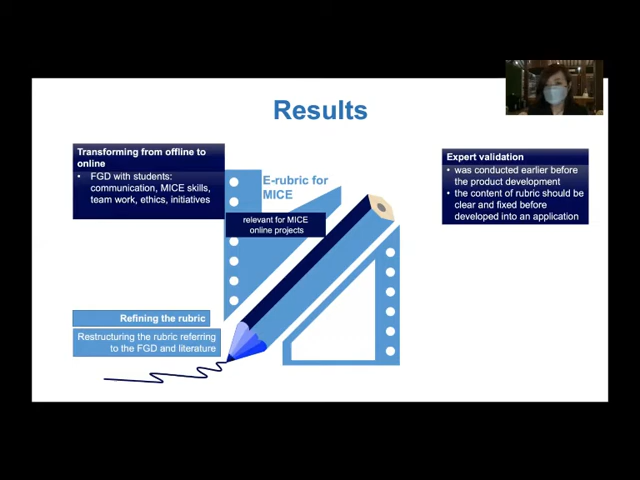 Results
Transforming from offline to
online
• FGD with students:
communication, MICE skills,
team work, ethics, initiatives
E-rubric for
MICE
relevant for MICE
online projects
Expert validation
• was conducted earlier before
the product development
• the content of rubric should be
clear and fixed before
developed into an application
Refining the rubric
Restructuring the rubric referring
to the FGD and literature